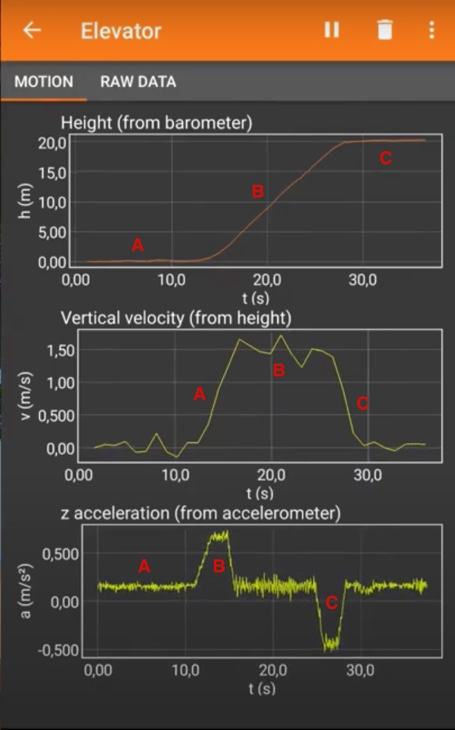 Elevator
MOTION RAW DATA
Height (from barometer)
20,0
15,0
10,0
5,00
0,00
h (m)
A
B
C
0,00 10,0 20,0 30,0
t (s)
Vertical velocity (from height)
1,50
1,00
0,500
0,00
v (m/s)
A
B
C
0,00 10,0 20,0 30,0
t (s)
z acceleration (from accelerometer)
0,500
0,00
-0,500
a (m/s²)
A
B
C
0,00 10,0 20,0 30,0
t (s)